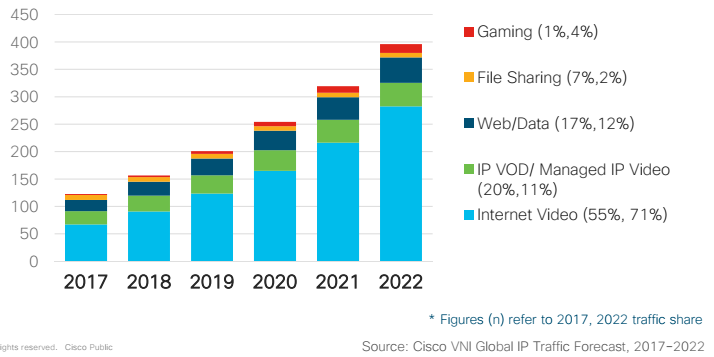 450
400
350
300
250
200
150
100
50
0
2017 2018 2019 2020 2021 2022
Gaming (1%,4%)
File Sharing (7%,2%)
Web/Data (17%,12%)
IP VOD/ Managed IP Video
(20%,11%)
Internet Video (55%, 71%)
* Figures (n) refer to 2017, 2022 traffic share
ights reserved. Cisco Public
Source: Cisco VNI Global IP Traffic Forecast, 2017–2022